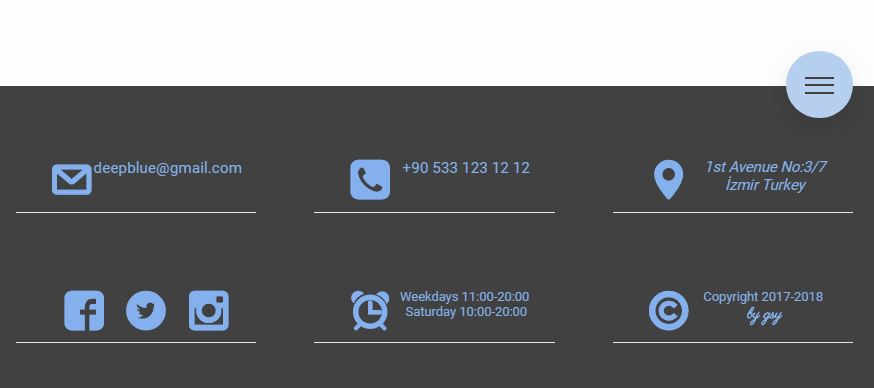 deepblue@gmail.com
+90 533 123 12 12
1st Avenue No:3/7
İzmir Turkey
Weekdays 11:00-20:00
Saturday 10:00-20:00
Copyright 2017-2018
by gsy